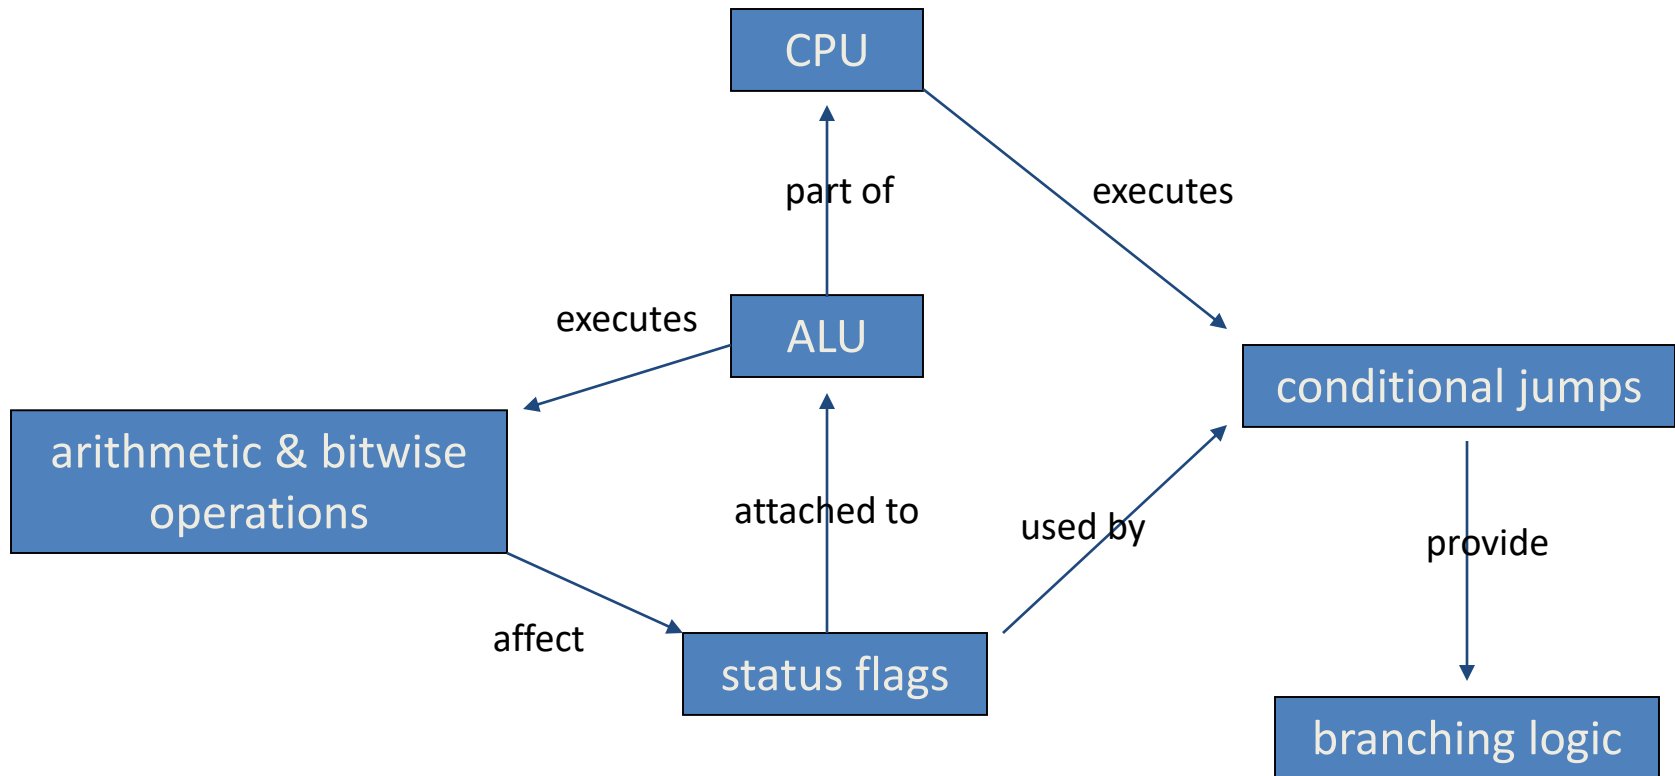 CPU
part of
executes
executes
ALU
conditional jumps
arithmetic & bitwise
operations
attached to
used by
provide
affect
status flags
branching logic